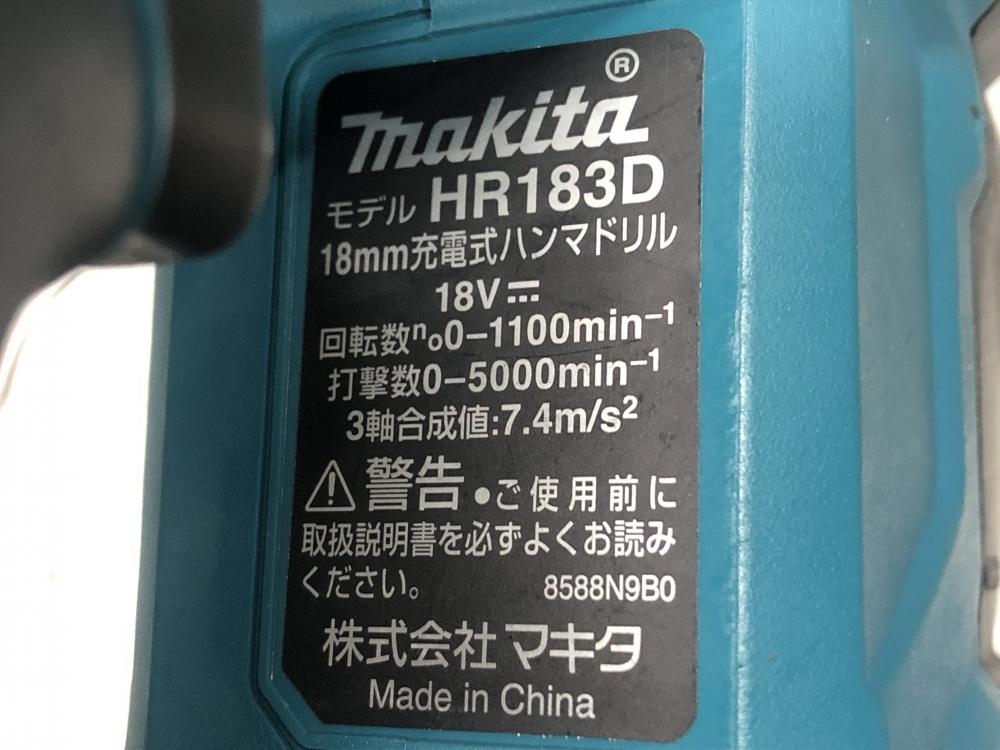 makita®
モデル HR183D
18mm充電式ハンマドリル
18V⎓
回転数n₀0−1100min⁻¹
打撃数0−5000min⁻¹
3軸合成値:7.4m/s²
⚠警告 ●ご使用前に
取扱説明書を必ずよくお読み
ください。 8588N9B0
株式会社 マキタ
Made in China